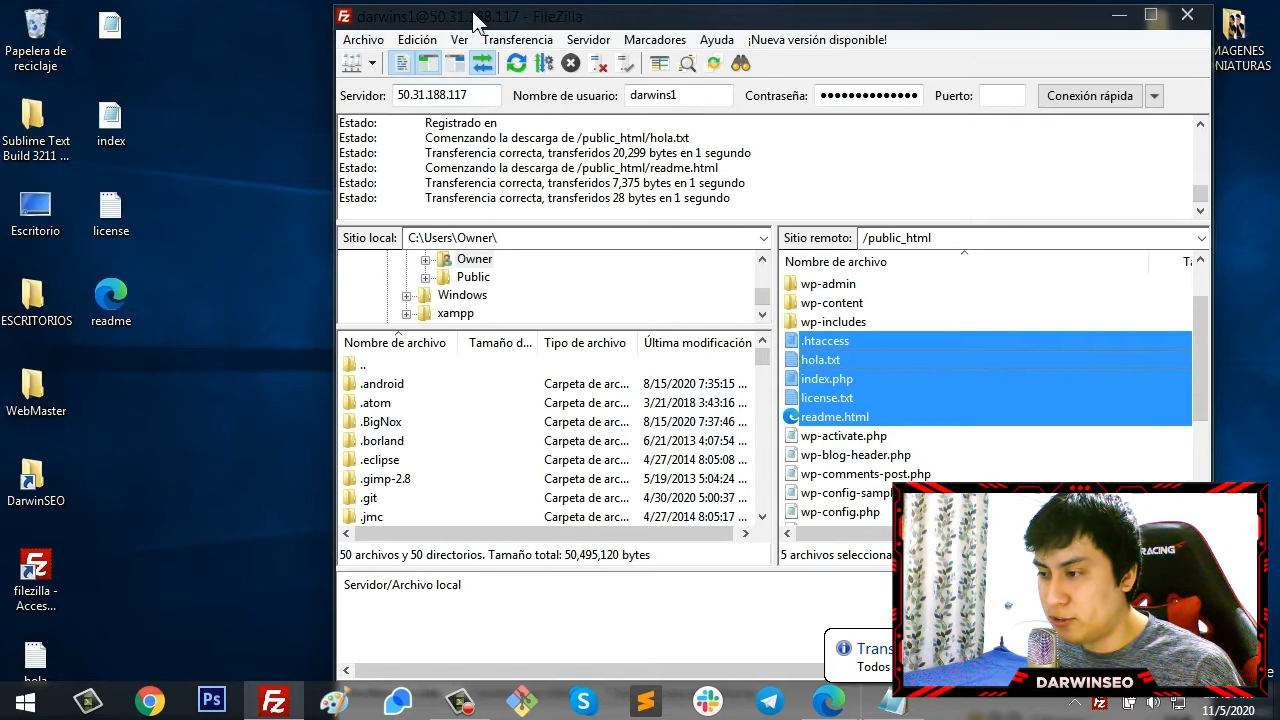 darwins1@50.31.188.117 - FileZilla
Archivo Edición Ver Transferencia Servidor Marcadores Ayuda ¡Nueva versión disponible!
Servidor: 50.31.188.117 Nombre de usuario: darwins1 Contraseña: ●●●●●●●●●●●●●● Puerto: Conexión rápida
Estado: Registrado en
Estado: Comenzando la descarga de /public_html/hola.txt
Estado: Transferencia correcta, transferidos 20,299 bytes en 1 segundo
Estado: Comenzando la descarga de /public_html/readme.html
Estado: Transferencia correcta, transferidos 7,375 bytes en 1 segundo
Estado: Transferencia correcta, transferidos 28 bytes en 1 segundo
Sitio local: C:\Users\Owner\
Owner
Public
Windows
xampp
Nombre de archivo Tamaño d... Tipo de archivo Última modificación
..
.android Carpeta de arc... 8/15/2020 7:35:15 ...
.atom Carpeta de arc... 3/21/2018 3:43:16 ...
.BigNox Carpeta de arc... 8/15/2020 7:37:46 ...
.borland Carpeta de arc... 6/21/2013 4:07:54 ...
.eclipse Carpeta de arc... 4/27/2014 8:05:08 ...
.gimp-2.8 Carpeta de arc... 5/19/2013 5:04:24 ...
.git Carpeta de arc... 4/30/2020 5:00:37 ...
.jmc Carpeta de arc... 4/27/2014 8:05:17 ...
50 archivos y 50 directorios. Tamaño total: 50,495,120 bytes
Sitio remoto: /public_html
Nombre de archivo
wp-admin
wp-content
wp-includes
.htaccess
hola.txt
index.php
license.txt
readme.html
wp-activate.php
wp-blog-header.php
wp-comments-post.php
wp-config-sampl
wp-config.php
5 archivos selecciona
Servidor/Archivo local
Trans
Todos
Papelera de
reciclaje
Sublime Text
Build 3211 ...
index
Escritorio
license
ESCRITORIOS
readme
WebMaster
DarwinSEO
filezilla -
Acces...
hola
RACING
DARWINSEO
Ps
11/5/2020